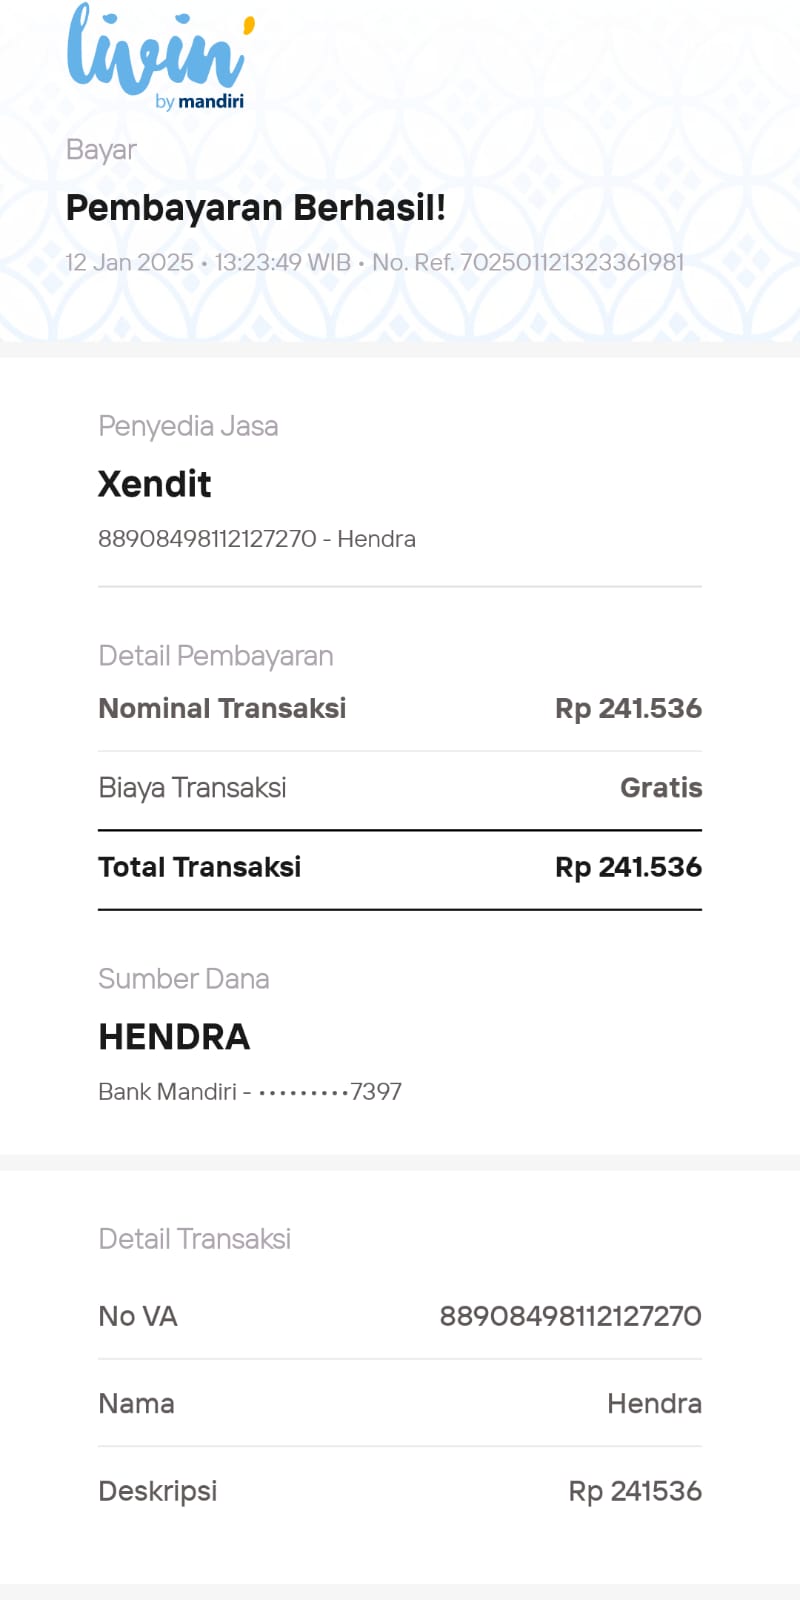 livin'
by mandiri
Bayar
Pembayaran Berhasil!
12 Jan 2025 • 13:23:49 WIB • No. Ref. 702501121323361981
Penyedia Jasa
Xendit
88908498112127270 - Hendra
Detail Pembayaran
Nominal Transaksi Rp 241.536
Biaya Transaksi Gratis
Total Transaksi Rp 241.536
Sumber Dana
HENDRA
Bank Mandiri - •••••••••7397
Detail Transaksi
No VA 88908498112127270
Nama Hendra
Deskripsi Rp 241536